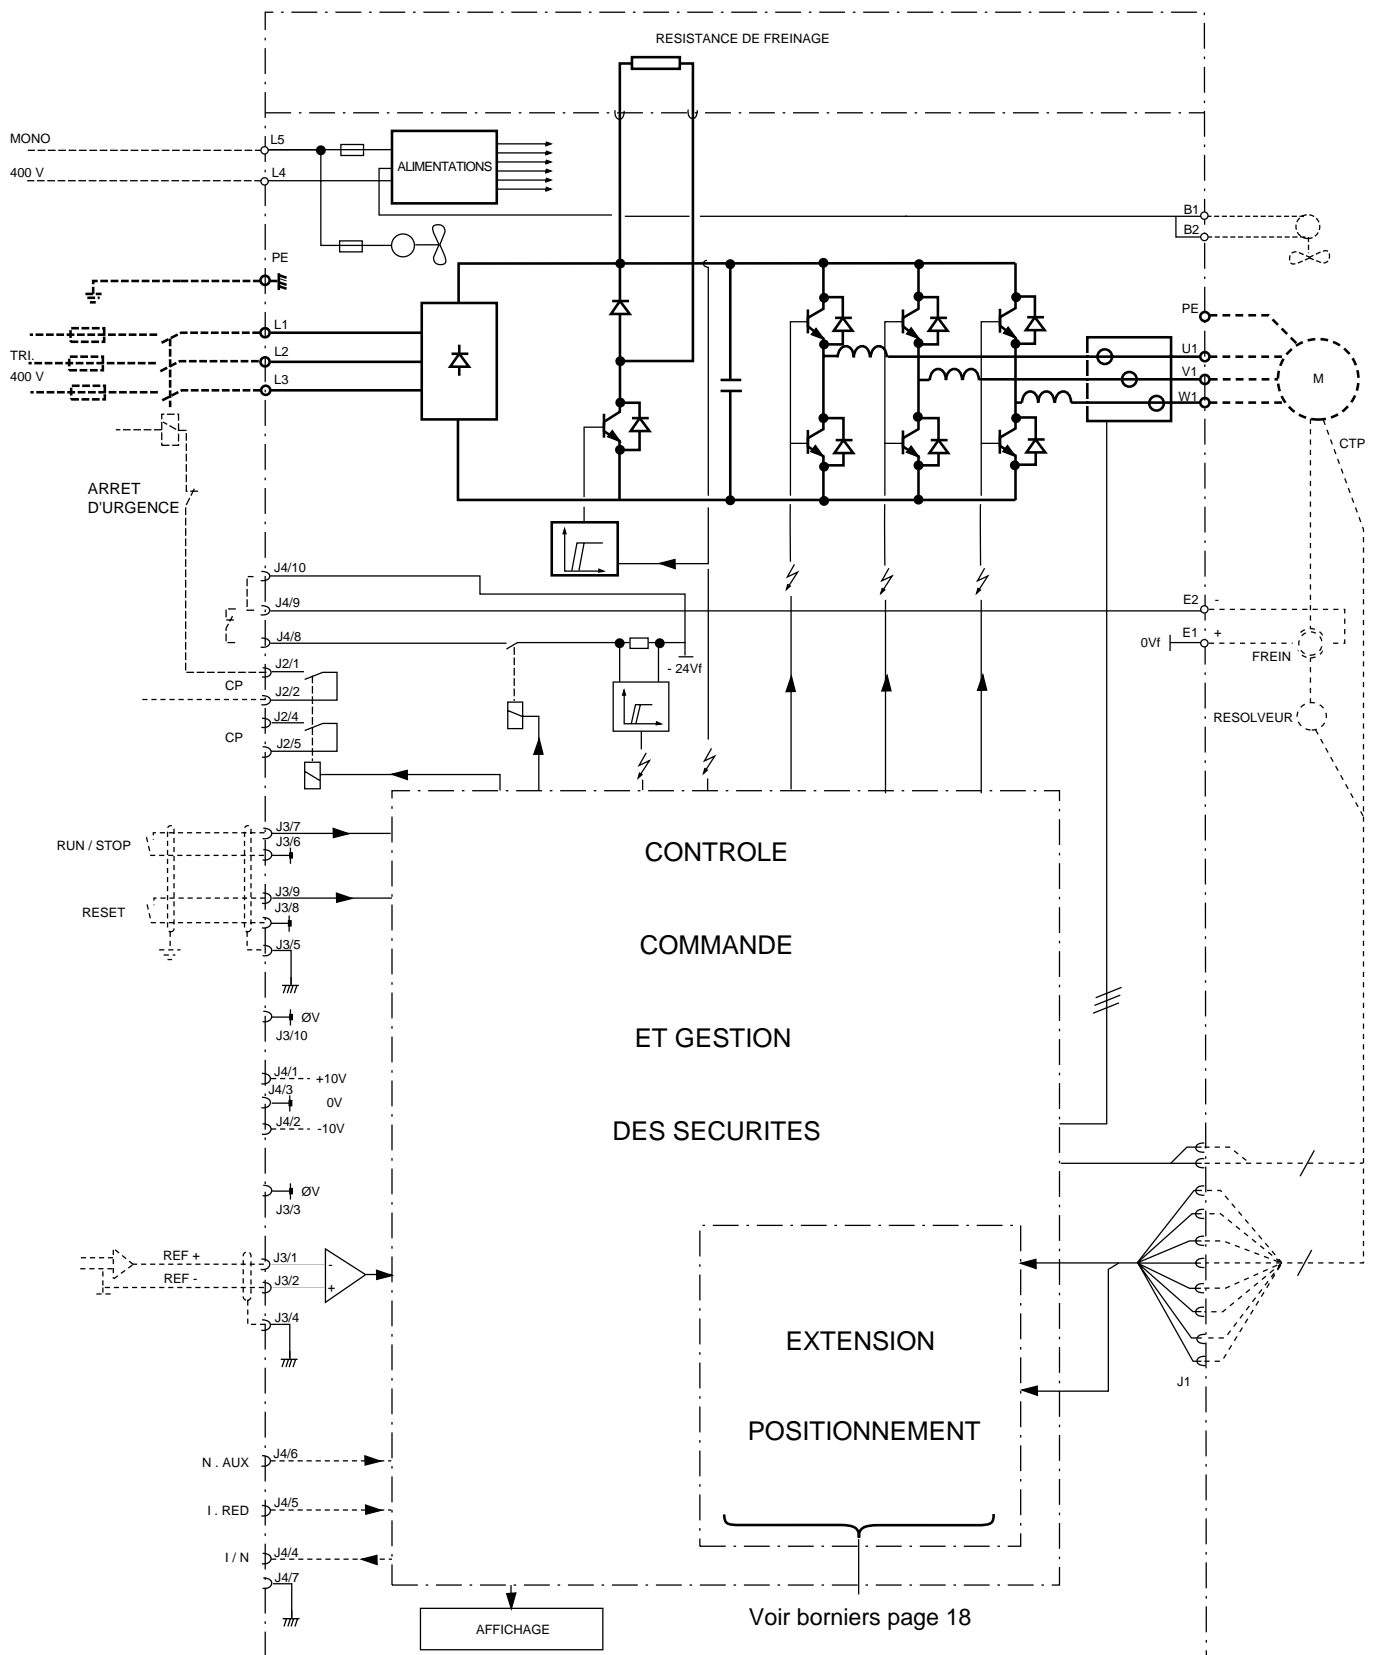 RESISTANCE DE FREINAGE
MONO
L5
400 V
L4
ALIMENTATIONS
B1
B2
PE
PE
L1
TRI.
L2
400 V
L3
U1
V1
W1
M
CTP
ARRET
D'URGENCE
J4/10
J4/9
E2 -
J4/8
0Vf
E1 +
FREIN
- 24Vf
J2/1
CP
J2/2
J2/4
CP
J2/5
RESOLVEUR
J3/7
RUN / STOP
J3/6
CONTROLE
J3/9
RESET
J3/8
COMMANDE
J3/5
ØV
J3/10
ET GESTION
J4/1
+10V
J4/3
0V
J4/2
-10V
DES SECURITES
ØV
J3/3
REF +
J3/1
-
REF -
J3/2
+
J3/4
EXTENSION
J1
POSITIONNEMENT
N . AUX
J4/6
I . RED
J4/5
I / N
J4/4
J4/7
AFFICHAGE
Voir borniers page 18